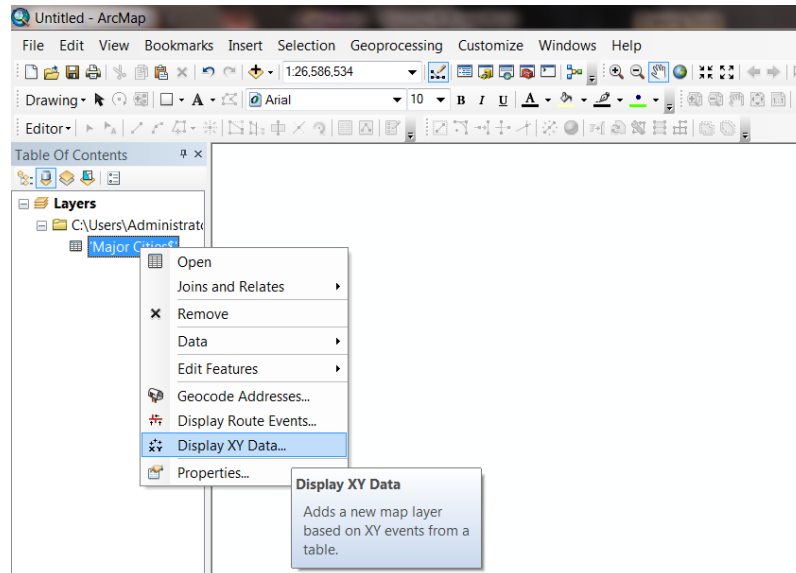 Untitled - ArcMap
File Edit View Bookmarks Insert Selection Geoprocessing Customize Windows Help
1:26,586,534
Drawing A Arial 10 B I U A
Editor
Table Of Contents
Layers
C:\Users\Administrato
'Major Cities$'
Open
Joins and Relates
Remove
Data
Edit Features
Geocode Addresses...
Display Route Events...
Display XY Data...
Properties...
Display XY Data
Adds a new map layer
based on XY events from a
table.